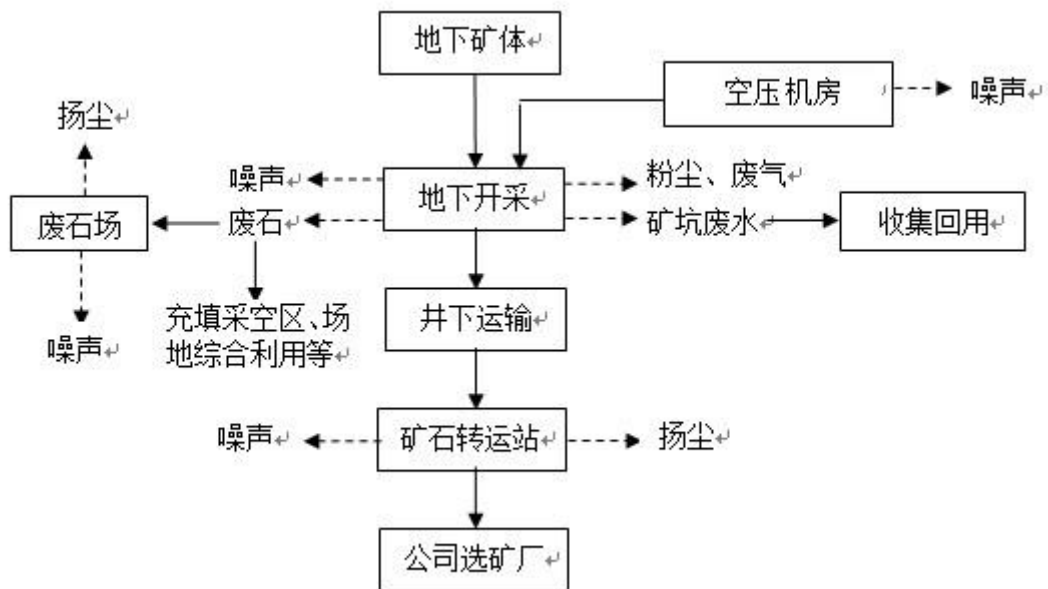 地下矿体
空压机房
噪声
扬尘
噪声
地下开采
粉尘、废气
废石场
废石
矿坑废水
收集回用
噪声
充填采空区、场
地综合利用等
井下运输
噪声
矿石转运站
扬尘
公司选矿厂